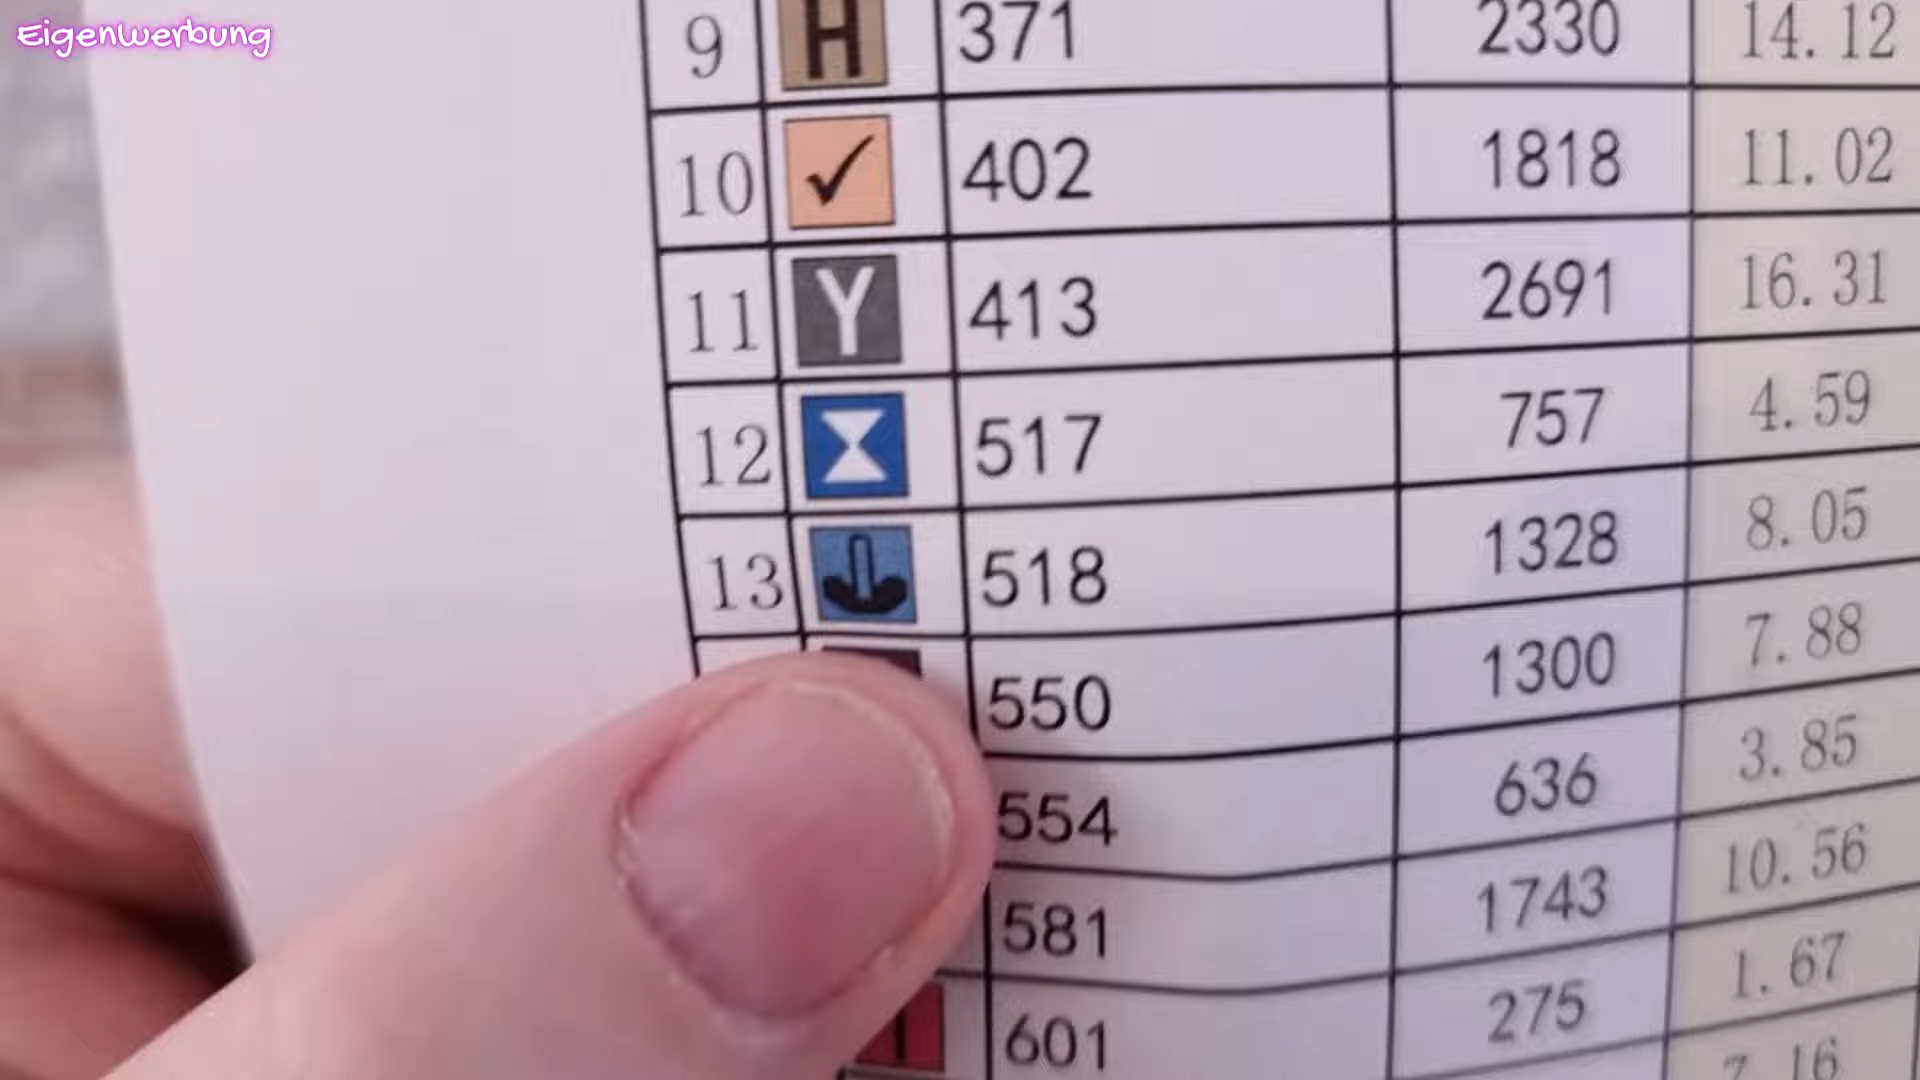 Eigenwerbung
9 H 371 2330 14.12
10 ✓ 402 1818 11.02
11 Y 413 2691 16.31
12 517 757 4.59
13 518 1328 8.05
550 1300 7.88
554 636 3.85
581 1743 10.56
601 275 1.67
7.16